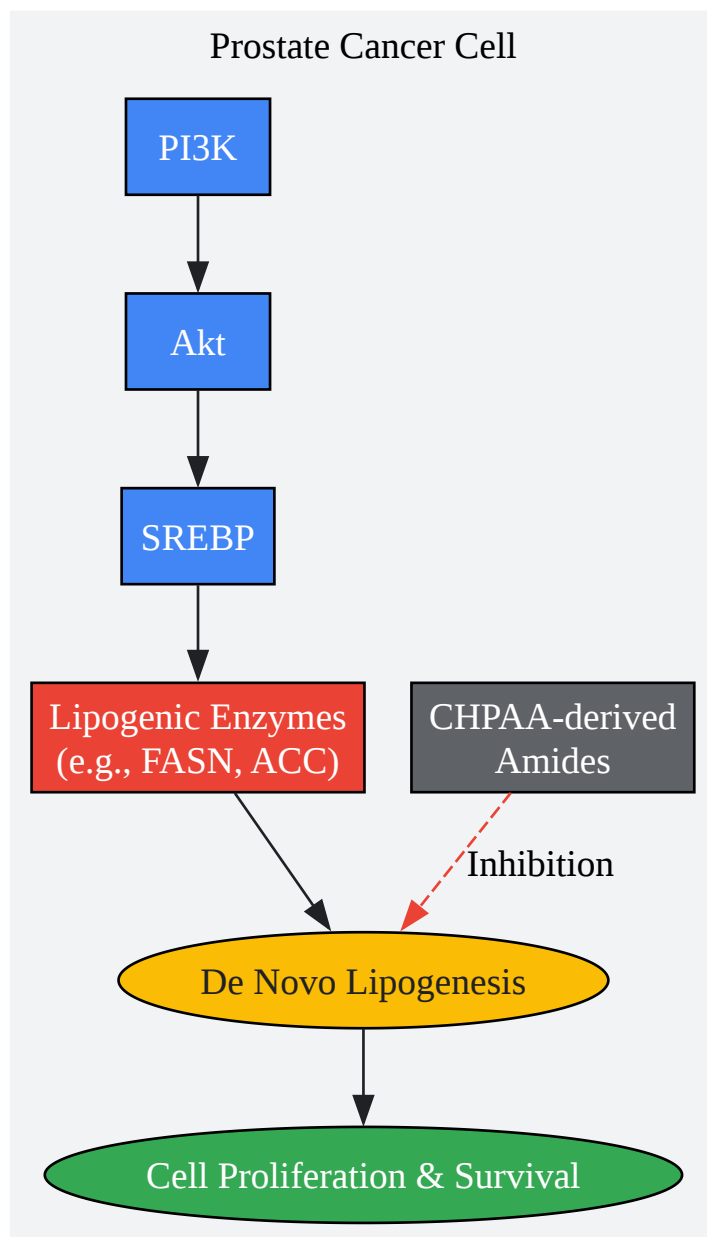 Prostate Cancer Cell
PI3K
Akt
SREBP
Lipogenic Enzymes
(e.g., FASN, ACC)
CHPAA-derived
Amides
Inhibition
De Novo Lipogenesis
Cell Proliferation & Survival